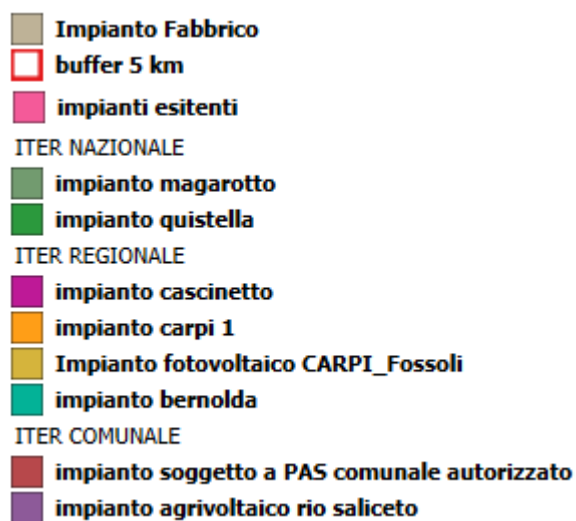 Impianto Fabbrico
buffer 5 km
impianti esitenti
ITER NAZIONALE
impianto magarotto
impianto quistella
ITER REGIONALE
impianto cascinetto
impianto carpi 1
Impianto fotovoltaico CARPI_Fossoli
impianto bernolda
ITER COMUNALE
impianto soggetto a PAS comunale autorizzato
impianto agrivoltaico rio saliceto